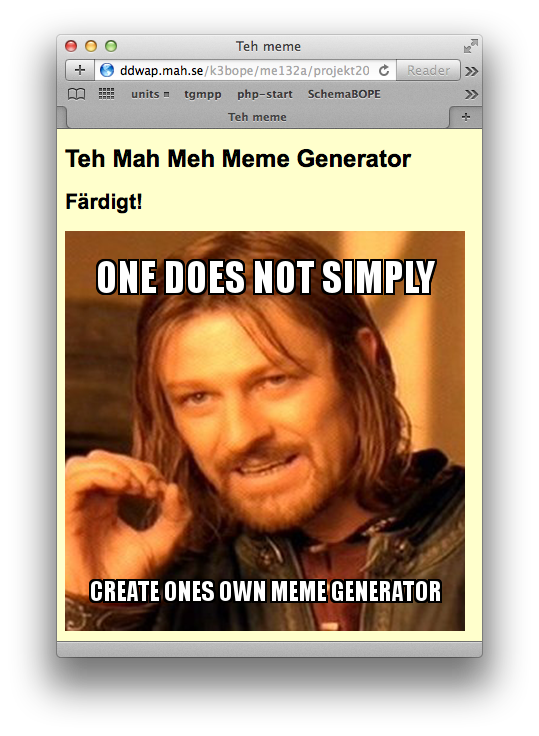 Teh meme
ddwap.mah.se/k3bope/me132a/projekt20
Reader
units
tgmpp
php-start
SchemaBOPE
Teh meme
Teh Mah Meh Meme Generator
Färdigt!
ONE DOES NOT SIMPLY
CREATE ONES OWN MEME GENERATOR